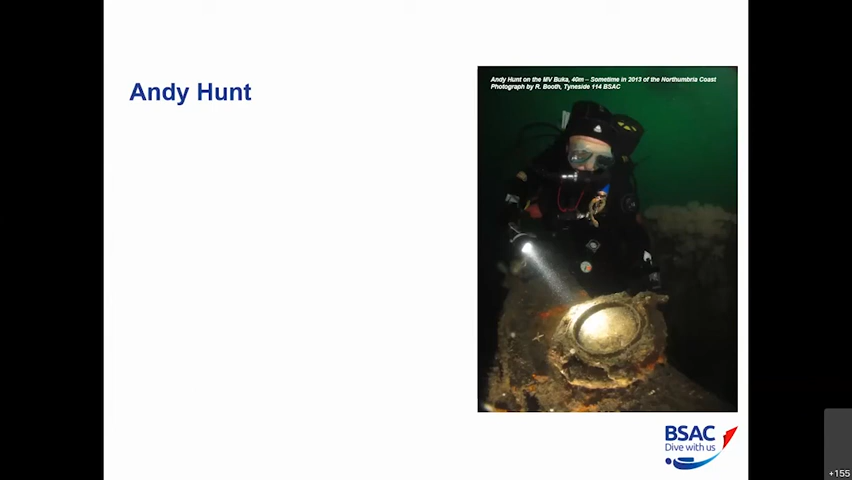 Andy Hunt
Andy Hunt on the MV Buka, 40m – Sometime in 2013 of the Northumbria Coast
Photograph by R. Booth, Tyneside 114 BSAC
BSAC
Dive with us
+155